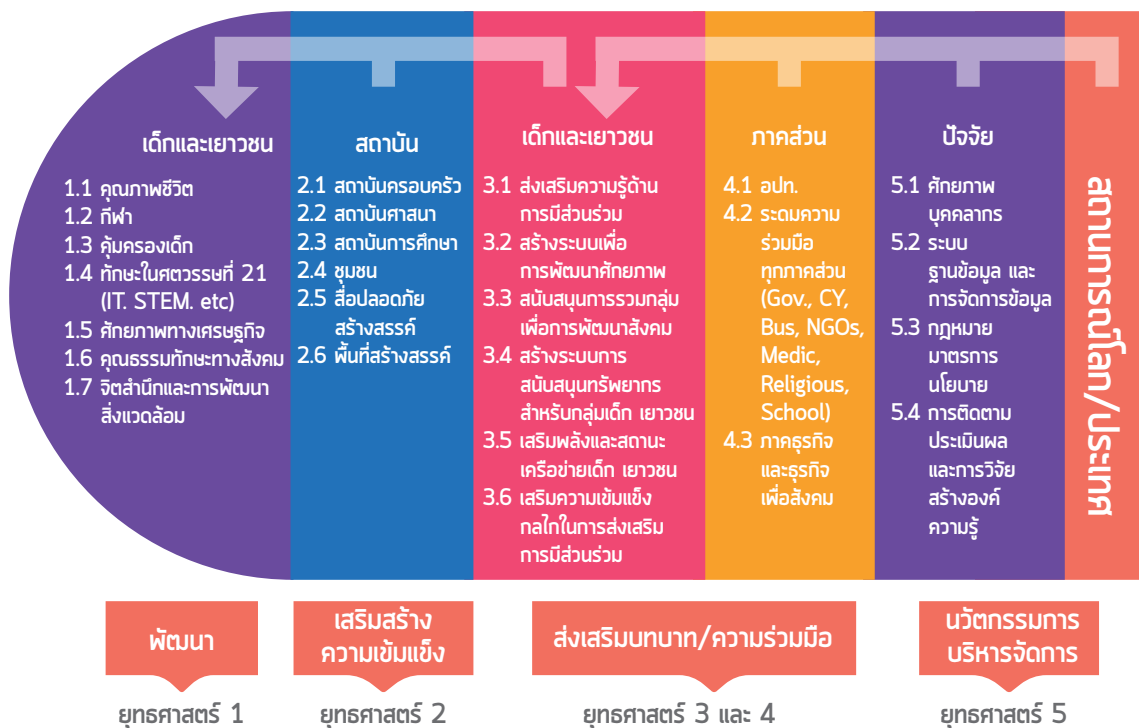 เด็กและเยาวชน
1.1 คุณภาพชีวิต
1.2 กีฬา
1.3 คุ้มครองเด็ก
1.4 ทักษะในศตวรรษที่ 21
(IT. STEM. etc)
1.5 ศักยภาพทางเศรษฐกิจ
1.6 คุณธรรมทักษะทางสังคม
1.7 จิตสำนึกและการพัฒนา
สิ่งแวดล้อม
สถาบัน
2.1 สถาบันครอบครัว
2.2 สถาบันศาสนา
2.3 สถาบันการศึกษา
2.4 ชุมชน
2.5 สื่อปลอดภัย
สร้างสรรค์
2.6 พื้นที่สร้างสรรค์
เด็กและเยาวชน
3.1 ส่งเสริมความรู้ด้าน
การมีส่วนร่วม
3.2 สร้างระบบเพื่อ
การพัฒนาศักยภาพ
3.3 สนับสนุนการรวมกลุ่ม
เพื่อการพัฒนาสังคม
3.4 สร้างระบบการ
สนับสนุนทรัพยากร
สำหรับกลุ่มเด็ก เยาวชน
3.5 เสริมพลังและสถานะ
เครือข่ายเด็ก เยาวชน
3.6 เสริมความเข้มแข็ง
กลไกในการส่งเสริม
การมีส่วนร่วม
ภาคส่วน
4.1 อปท.
4.2 ระดมความ
ร่วมมือ
ทุกภาคส่วน
(Gov., CY,
Bus, NGOs,
Medic,
Religious,
School)
4.3 ภาคธุรกิจ
และธุรกิจ
เพื่อสังคม
ปัจจัย
5.1 ศักยภาพ
บุคคลากร
5.2 ระบบ
ฐานข้อมูล และ
การจัดการข้อมูล
5.3 กฎหมาย
มาตรการ
นโยบาย
5.4 การติดตาม
ประเมินผล
และการวิจัย
สร้างองค์
ความรู้
สถานการณ์โลก/ประเทศ
พัฒนา
ยุทธศาสตร์ 1
เสริมสร้าง
ความเข้มแข็ง
ยุทธศาสตร์ 2
ส่งเสริมบทบาท/ความร่วมมือ
ยุทธศาสตร์ 3 และ 4
นวัตกรรมการ
บริหารจัดการ
ยุทธศาสตร์ 5